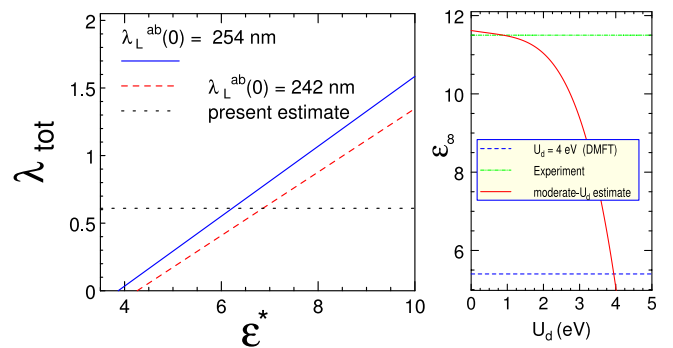 λL^ab(0) = 254 nm
λL^ab(0) = 242 nm
present estimate
λtot
2
1.5
1
0.5
0
4
6
8
10
ε*
12
10
8
6
ε8
Ud = 4 eV (DMFT)
Experiment
moderate-Ud estimate
0
1
2
3
4
5
Ud (eV)